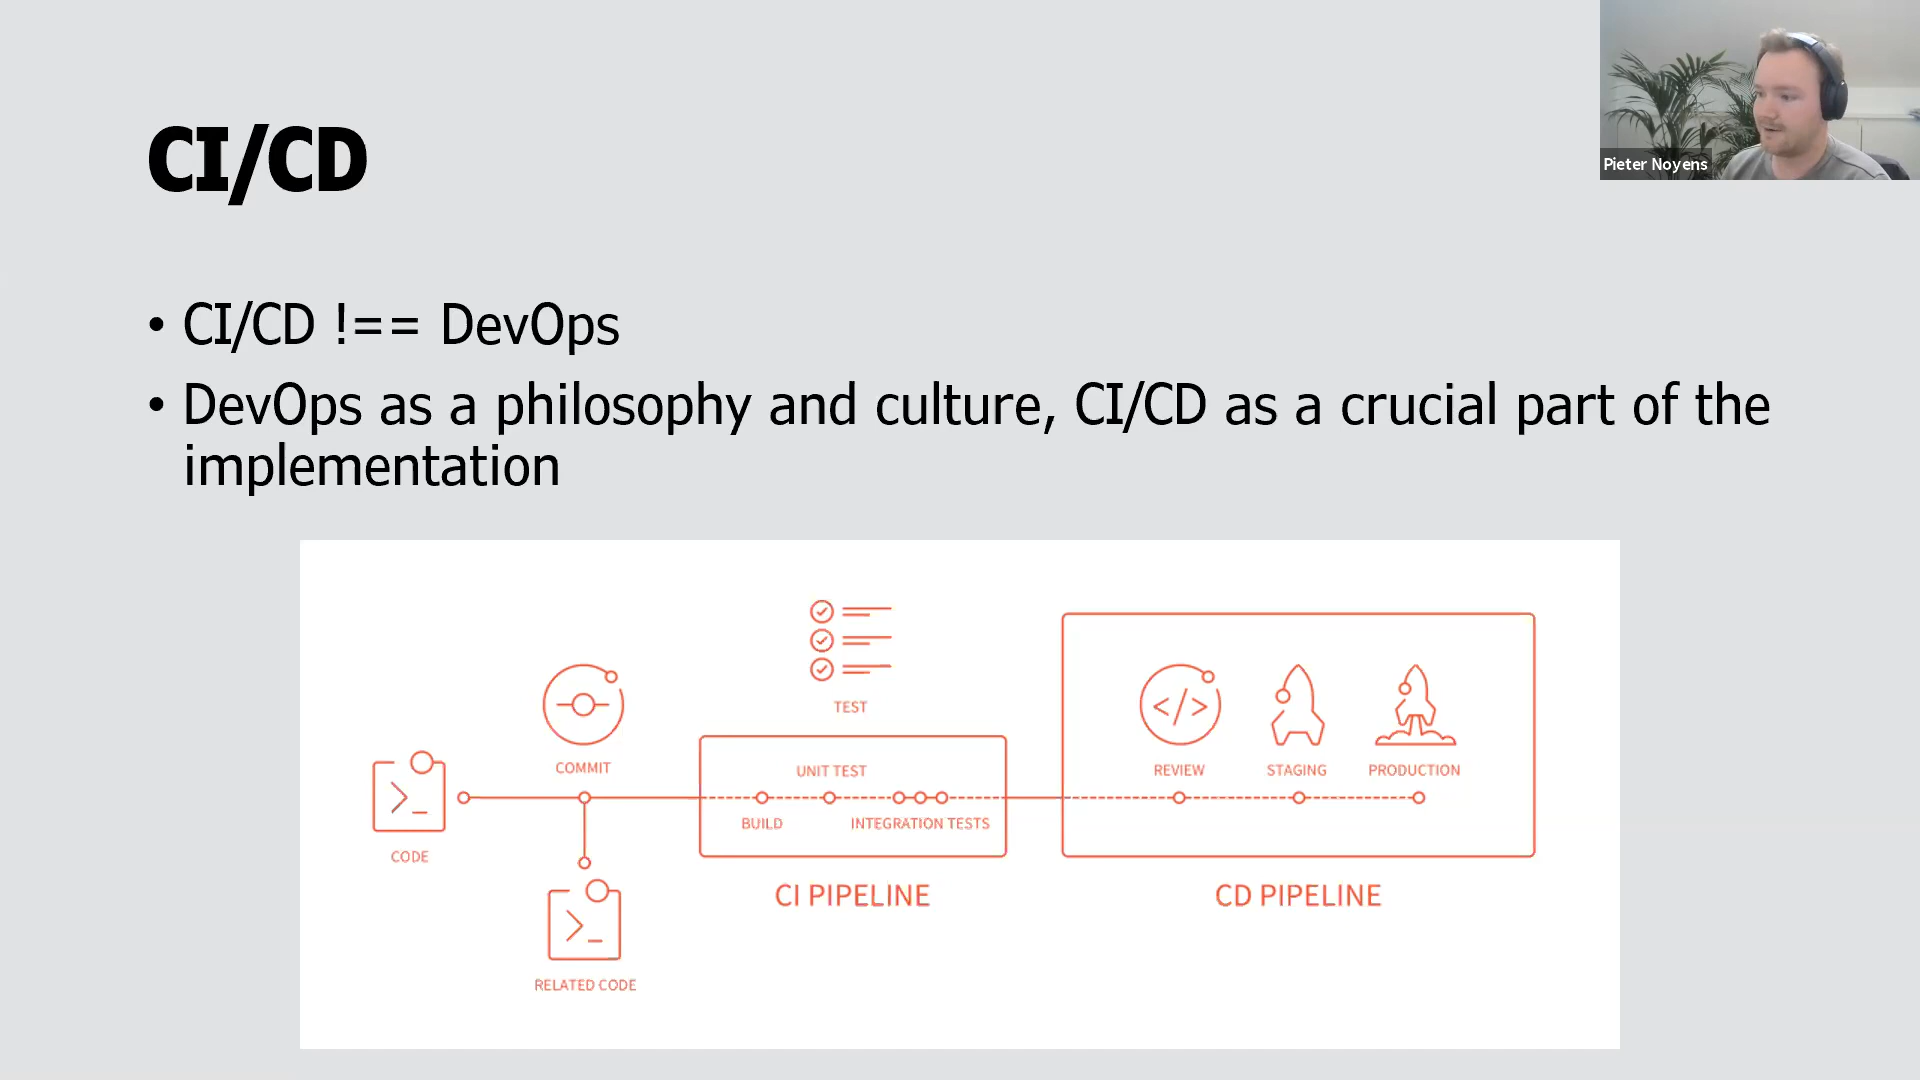 CI/CD
Pieter Noyens
• CI/CD !== DevOps
• DevOps as a philosophy and culture, CI/CD as a crucial part of the
implementation
TEST
COMMIT
UNIT TEST
REVIEW
STAGING
PRODUCTION
BUILD
INTEGRATION TESTS
CODE
CI PIPELINE
CD PIPELINE
RELATED CODE